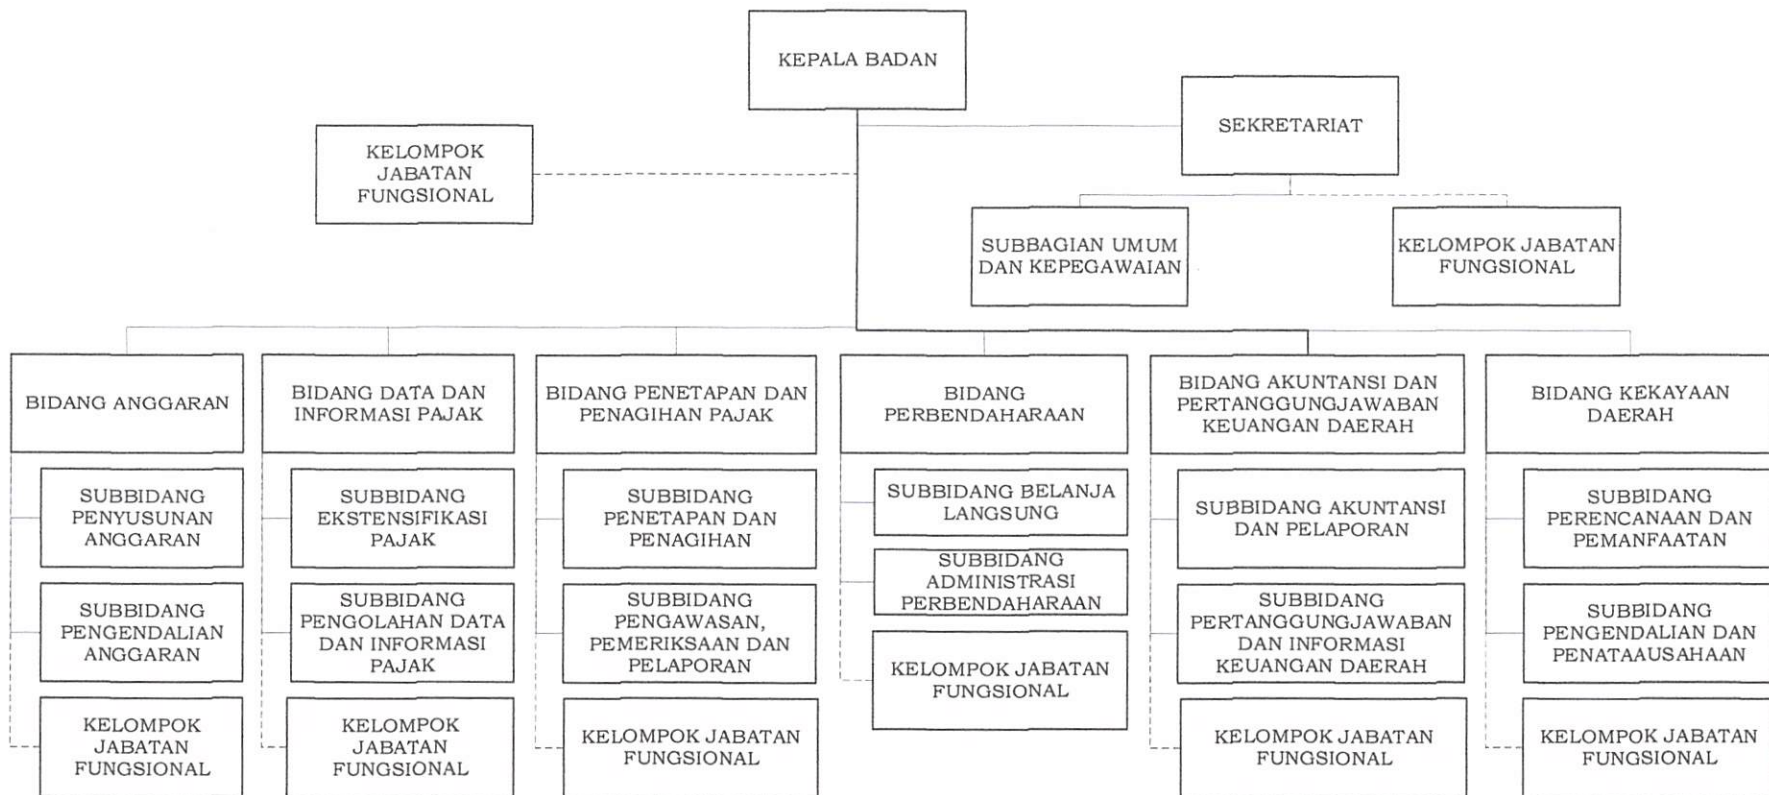 KEPALA BADAN
SEKRETARIAT
KELOMPOK
JABATAN
FUNGSIONAL
SUBBAGIAN UMUM
DAN KEPEGAWAIAN
KELOMPOK JABATAN
FUNGSIONAL
BIDANG ANGGARAN
BIDANG DATA DAN
INFORMASI PAJAK
BIDANG PENETAPAN DAN
PENAGIHAN PAJAK
BIDANG
PERBENDAHARAAN
BIDANG AKUNTANSI DAN
PERTANGGUNGJAWABAN
KEUANGAN DAERAH
BIDANG KEKAYAAN
DAERAH
SUBBIDANG
PENYUSUNAN
ANGGARAN
SUBBIDANG
EKSTENSIFIKASI
PAJAK
SUBBIDANG
PENETAPAN DAN
PENAGIHAN
SUBBIDANG BELANJA
LANGSUNG
SUBBIDANG AKUNTANSI
DAN PELAPORAN
SUBBIDANG
PERENCANAAN DAN
PEMANFAATAN
SUBBIDANG
PENGENDALIAN
ANGGARAN
SUBBIDANG
PENGOLAHAN DATA
DAN INFORMASI
PAJAK
SUBBIDANG
PENGAWASAN,
PEMERIKSAAN DAN
PELAPORAN
SUBBIDANG
ADMINISTRASI
PERBENDAHARAAN
SUBBIDANG
PERTANGGUNGJAWABAN
DAN INFORMASI
KEUANGAN DAERAH
SUBBIDANG
PENGENDALIAN DAN
PENATAAUSAHAAN
KELOMPOK
JABATAN
FUNGSIONAL
KELOMPOK
JABATAN
FUNGSIONAL
KELOMPOK JABATAN
FUNGSIONAL
KELOMPOK JABATAN
FUNGSIONAL
KELOMPOK JABATAN
FUNGSIONAL
KELOMPOK JABATAN
FUNGSIONAL